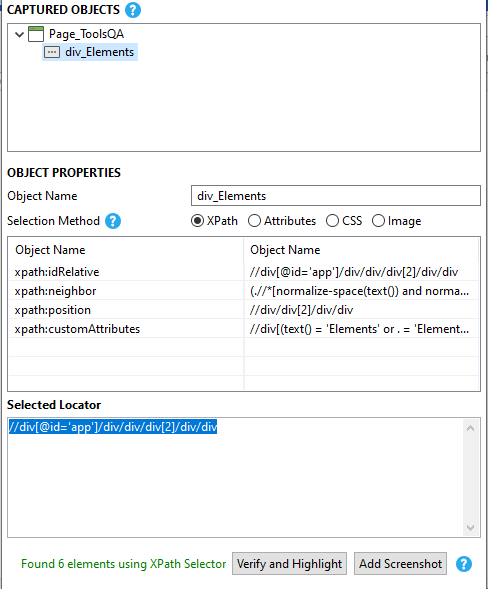 CAPTURED OBJECTS ?
Page_ToolsQA
div_Elements
OBJECT PROPERTIES
Object Name div_Elements
Selection Method ? XPath Attributes CSS Image
Object Name Object Name
xpath:idRelative //div[@id='app']/div/div/div[2]/div/div
xpath:neighbor (.//*[normalize-space(text()) and norma...
xpath:position //div/div[2]/div/div
xpath:customAttributes //div[(text() = 'Elements' or . = 'Element...
Selected Locator
//div[@id='app']/div/div/div[2]/div/div
Found 6 elements using XPath Selector Verify and Highlight Add Screenshot ?